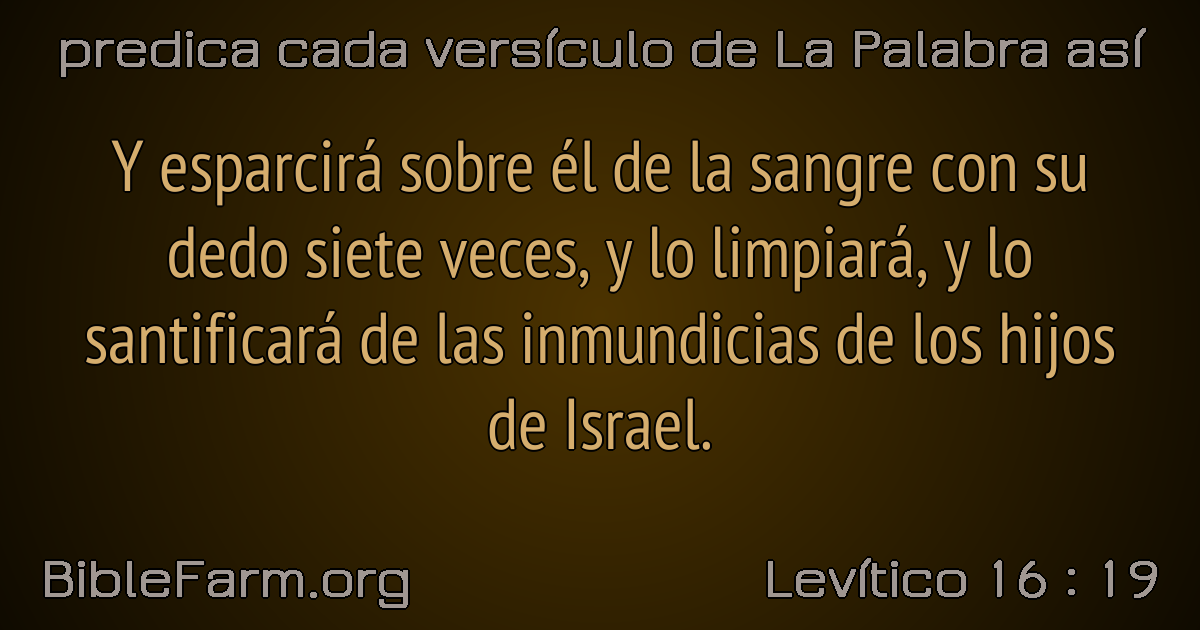 predica cada versículo de La Palabra así
Y esparcirá sobre él de la sangre con su
dedo siete veces, y lo limpiará, y lo
santificará de las inmundicias de los hijos
de Israel.
BibleFarm.org
Levítico 16 : 19